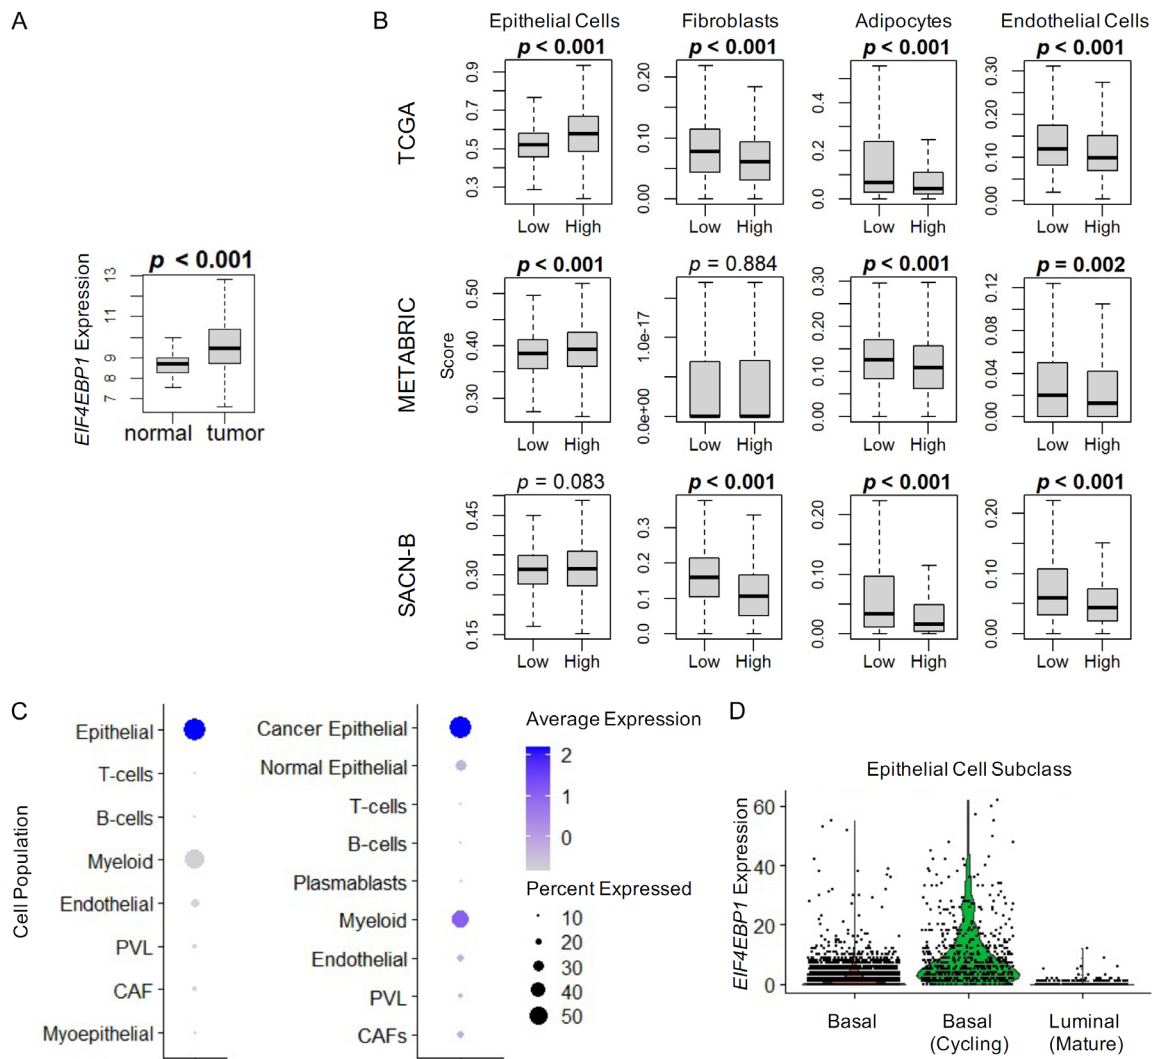 A
EIF4EBP1 Expression
p < 0.001
13
11
9
8
7
normal
tumor
B
Epithelial Cells
Fibroblasts
Adipocytes
Endothelial Cells
TCGA
p < 0.001
0.9
0.7
0.5
0.3
Low
High
p < 0.001
0.20
0.10
0.00
Low
High
p < 0.001
0.4
0.2
0.0
Low
High
p < 0.001
0.30
0.20
0.10
0.00
Low
High
METABRIC
Score
p < 0.001
0.50
0.40
0.30
Low
High
p = 0.884
1.0e-17
0.0e+00
Low
High
p < 0.001
0.30
0.20
0.10
0.00
Low
High
p = 0.002
0.12
0.08
0.04
0.00
Low
High
SACN-B
p = 0.083
0.45
0.30
0.15
Low
High
p < 0.001
0.3
0.2
0.1
0.0
Low
High
p < 0.001
0.20
0.10
0.00
Low
High
p < 0.001
0.20
0.10
0.00
Low
High
C
Cell Population
Epithelial
T-cells
B-cells
Myeloid
Endothelial
PVL
CAF
Myoepithelial
Cancer Epithelial
Normal Epithelial
T-cells
B-cells
Plasmablasts
Myeloid
Endothelial
PVL
CAFs
Average Expression
2
1
0
Percent Expressed
10
20
30
40
50
D
Epithelial Cell Subclass
EIF4EBP1 Expression
60
40
20
0
Basal
Basal
(Cycling)
Luminal
(Mature)